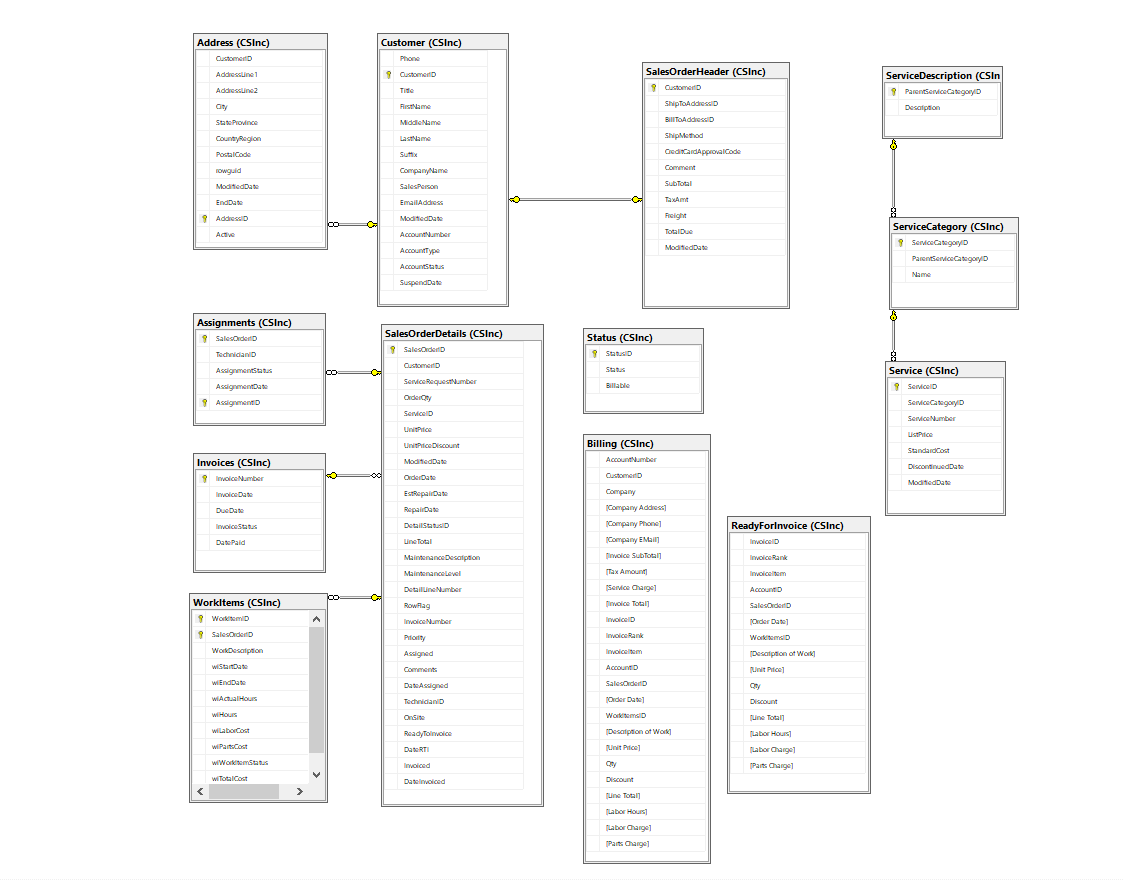 Address (CSInc)
CustomerID
AddressLine1
AddressLine2
City
StateProvince
CountryRegion
PostalCode
rowguid
ModifiedDate
EndDate
AddressID
Active
Customer (CSInc)
Phone
CustomerID
Title
FirstName
MiddleName
LastName
Suffix
CompanyName
SalesPerson
EmailAddress
ModifiedDate
AccountNumber
AccountType
AccountStatus
SuspendDate
SalesOrderHeader (CSInc)
CustomerID
ShipToAddressID
BillToAddressID
ShipMethod
CreditCardApprovalCode
Comment
SubTotal
TaxAmt
Freight
TotalDue
ModifiedDate
ServiceDescription (CSIn
ParentServiceCategoryID
Description
ServiceCategory (CSInc)
ServiceCategoryID
ParentServiceCategoryID
Name
Assignments (CSInc)
SalesOrderID
TechnicianID
AssignmentStatus
AssignmentDate
AssignmentID
SalesOrderDetails (CSInc)
SalesOrderID
CustomerID
ServiceRequestNumber
OrderQty
ServiceID
UnitPrice
UnitPriceDiscount
ModifiedDate
OrderDate
EstRepairDate
RepairDate
DetailStatusID
LineTotal
MaintenanceDescription
MaintenanceLevel
DetailLineNumber
RowFlag
InvoiceNumber
Priority
Assigned
Comments
DateAssigned
TechnicianID
OnSite
ReadyToInvoice
DateRTI
Invoiced
DateInvoiced
Status (CSInc)
StatusID
Status
Billable
Service (CSInc)
ServiceID
ServiceCategoryID
ServiceNumber
ListPrice
StandardCost
DiscontinuedDate
ModifiedDate
Invoices (CSInc)
InvoiceNumber
InvoiceDate
DueDate
InvoiceStatus
DatePaid
Billing (CSInc)
AccountNumber
CustomerID
Company
[Company Address]
[Company Phone]
[Company EMail]
[Invoice SubTotal]
[Tax Amount]
[Service Charge]
[Invoice Total]
InvoiceID
InvoiceRank
InvoiceItem
AccountID
SalesOrderID
[Order Date]
WorkItemsID
[Description of Work]
[Unit Price]
Qty
Discount
[Line Total]
[Labor Hours]
[Labor Charge]
[Parts Charge]
ReadyForInvoice (CSInc)
InvoiceID
InvoiceRank
InvoiceItem
AccountID
SalesOrderID
[Order Date]
WorkItemsID
[Description of Work]
[Unit Price]
Qty
Discount
[Line Total]
[Labor Hours]
[Labor Charge]
[Parts Charge]
WorkItems (CSInc)
WorkItemID
SalesOrderID
WorkDescription
wiStartDate
wiEndDate
wiActualHours
wiHours
wiLaborCost
wiPartsCost
wiWorkItemStatus
wiTotalCost